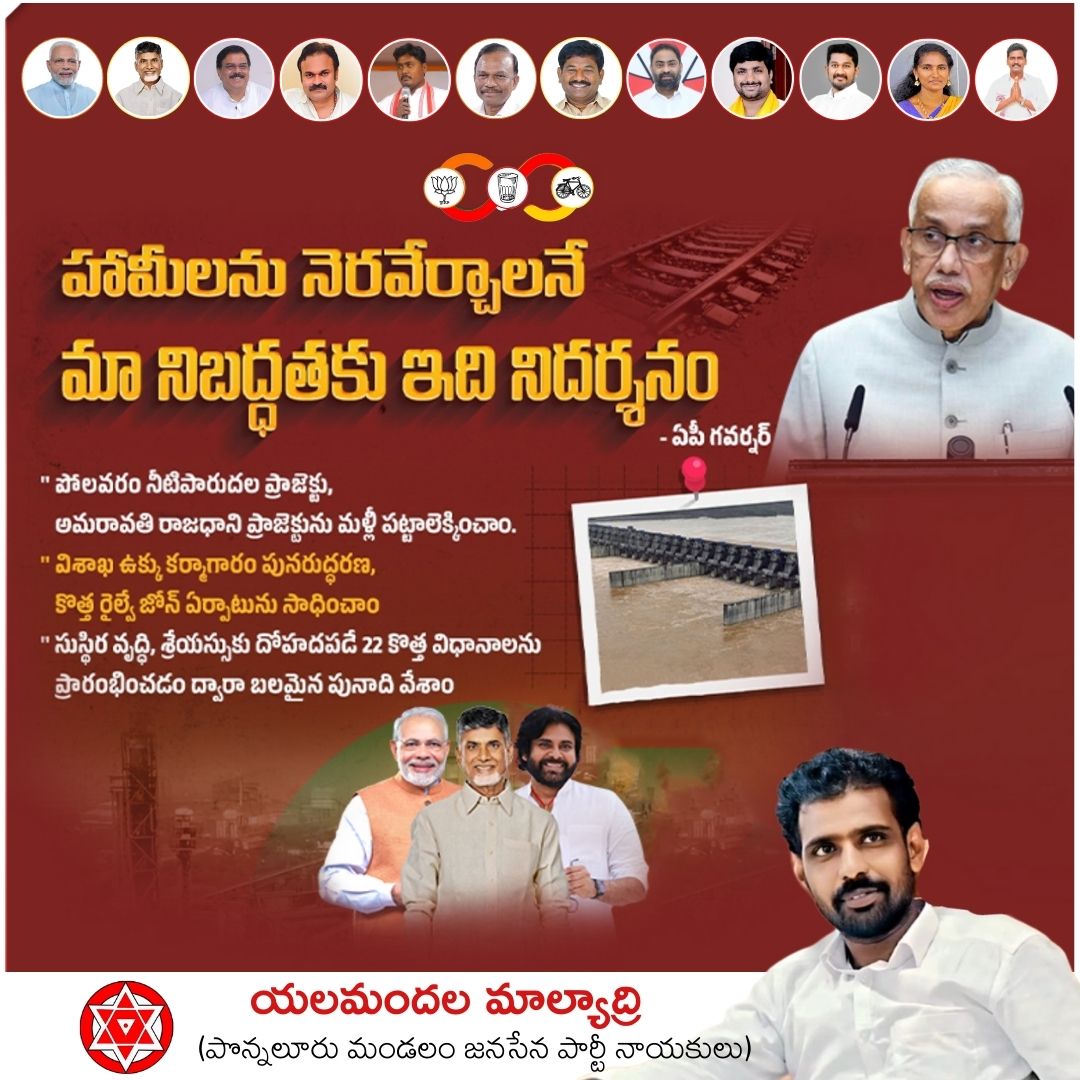 హామీలను నెరవేర్చాలనే
మా నిబద్ధతకు ఇది నిదర్శనం
- ఏపీ గవర్నర్
" పోలవరం నీటిపారుదల ప్రాజెక్టు,
అమరావతి రాజధాని ప్రాజెక్టును మళ్లీ పట్టాలెక్కించాం.
" విశాఖ ఉక్కు కర్మాగారం పునరుద్ధరణ,
కొత్త రైల్వే జోన్ ఏర్పాటును సాధించాం
" సుస్థిర వృద్ధి, శ్రేయస్సుకు దోహదపడే 22 కొత్త విధానాలను
ప్రారంభించడం ద్వారా బలమైన పునాది వేశాం
యలమందల మాల్యాద్రి
(పొన్నలూరు మండలం జనసేన పార్టీ నాయకులు)